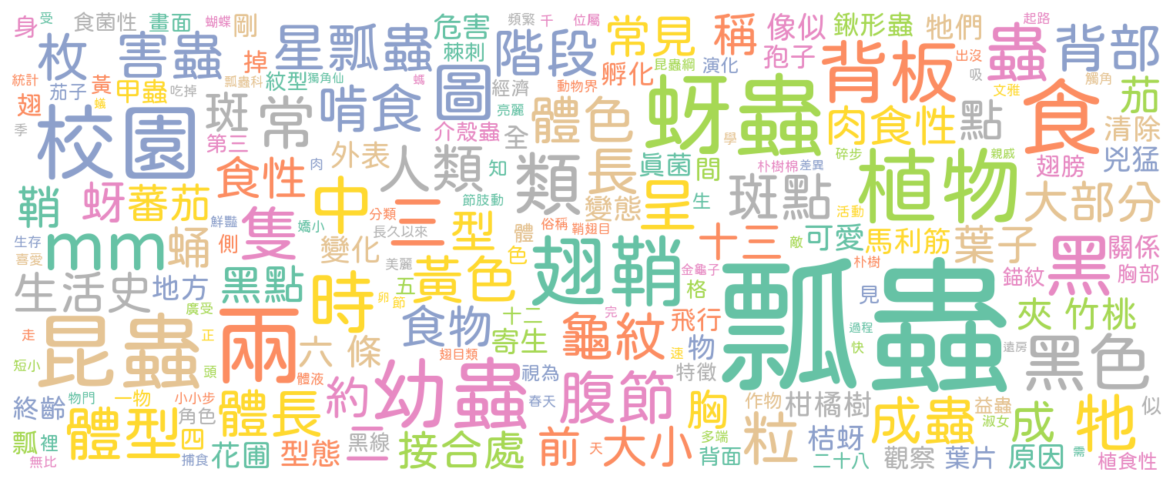 身 受 食菌性 畫面 蝴蝶 剛 星瓢蟲 危害 頻繁 千 位屬 常見 稱 像似 鍬形蟲 牠們 起路 背部
枚 害蟲 掉 棘刺 階段 孢子 蟲 出沒
統計 茄子 黃 甲蟲 瓢蟲科 紋型 獨角仙 圖 經濟 孵化 昆蟲綱 演化 背板 吸 觸角
翅 吃掉 動物界 文雅
季 校園 斑 常 啃食 亮麗 蟻 蚜蟲 肉食性 點 食 茄
第三 介殼蟲 全 體色 學 清除
蟎 外表 人類 類 長 真菌 間 朴樹棉 差異 碎步 植物 親戚 翅膀 兇猛
食性 肉 知
鞘 蚜 蕃茄 隻 中 三 節肢動 變態 呈 生 斑點 大部分
鮮豔 分類 嬌小 型 俗稱 鞘翅目 活動
生存 喜愛 mm 蛹 側 變化 長久以來 體 色 翅鞘 十三 敵 可愛 馬利筋 葉子 黑 關係
生活史 地方 黑點 時 美麗 五 黃色 金龜子 格 朴樹 見 錨紋 胸部
廣受 卵 節 十二 完 飛行 瓢蟲 夾竹桃
走 昆蟲 正 兩 六 條 食物 寄生 龜紋 物 速 過程 快 遠房 黑色
短小 頭 體液 翅目類 視為 特徵
終齡 物門 一物 小小步 體型 角色 體長 約 幼蟲 春天 腹節 胸 作物 柑橘樹 成蟲 益蟲 淑女 成 牠 似
瓢 裡 四 黑線 二 多端 粒 桔蚜
無比 捕食 花圃 型態 接合處 前 天 大小 背面 二十八 觀察 葉片 原因 需 植食性